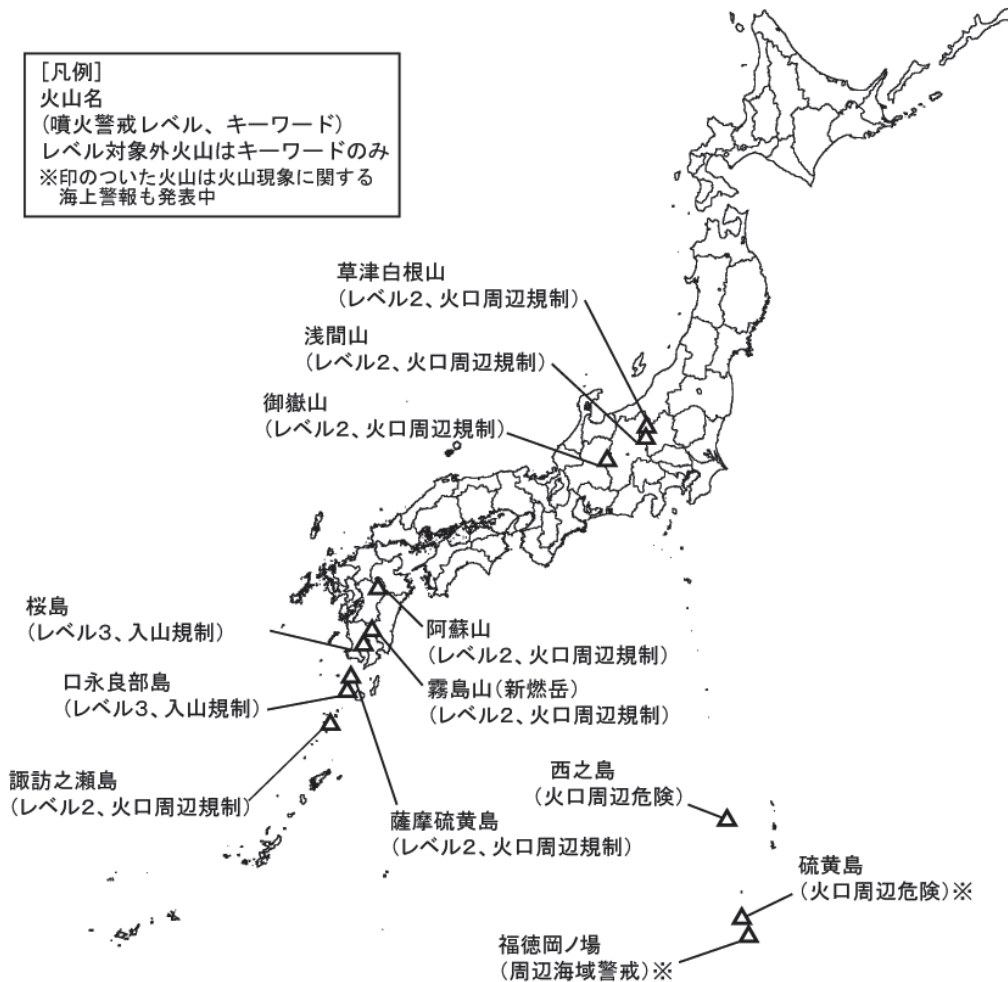 [凡例]
火山名
(噴火警戒レベル、キーワード)
レベル対象外火山はキーワードのみ
※印のついた火山は火山現象に関する
海上警報も発表中
草津白根山
(レベル2、火口周辺規制)
浅間山
(レベル2、火口周辺規制)
御嶽山
(レベル2、火口周辺規制)
桜島
(レベル3、入山規制)
阿蘇山
(レベル2、火口周辺規制)
口永良部島
(レベル3、入山規制)
霧島山(新燃岳)
(レベル2、火口周辺規制)
諏訪之瀬島
(レベル2、火口周辺規制)
薩摩硫黄島
(レベル2、火口周辺規制)
西之島
(火口周辺危険)
硫黄島
(火口周辺危険)※
福徳岡ノ場
(周辺海域警戒)※